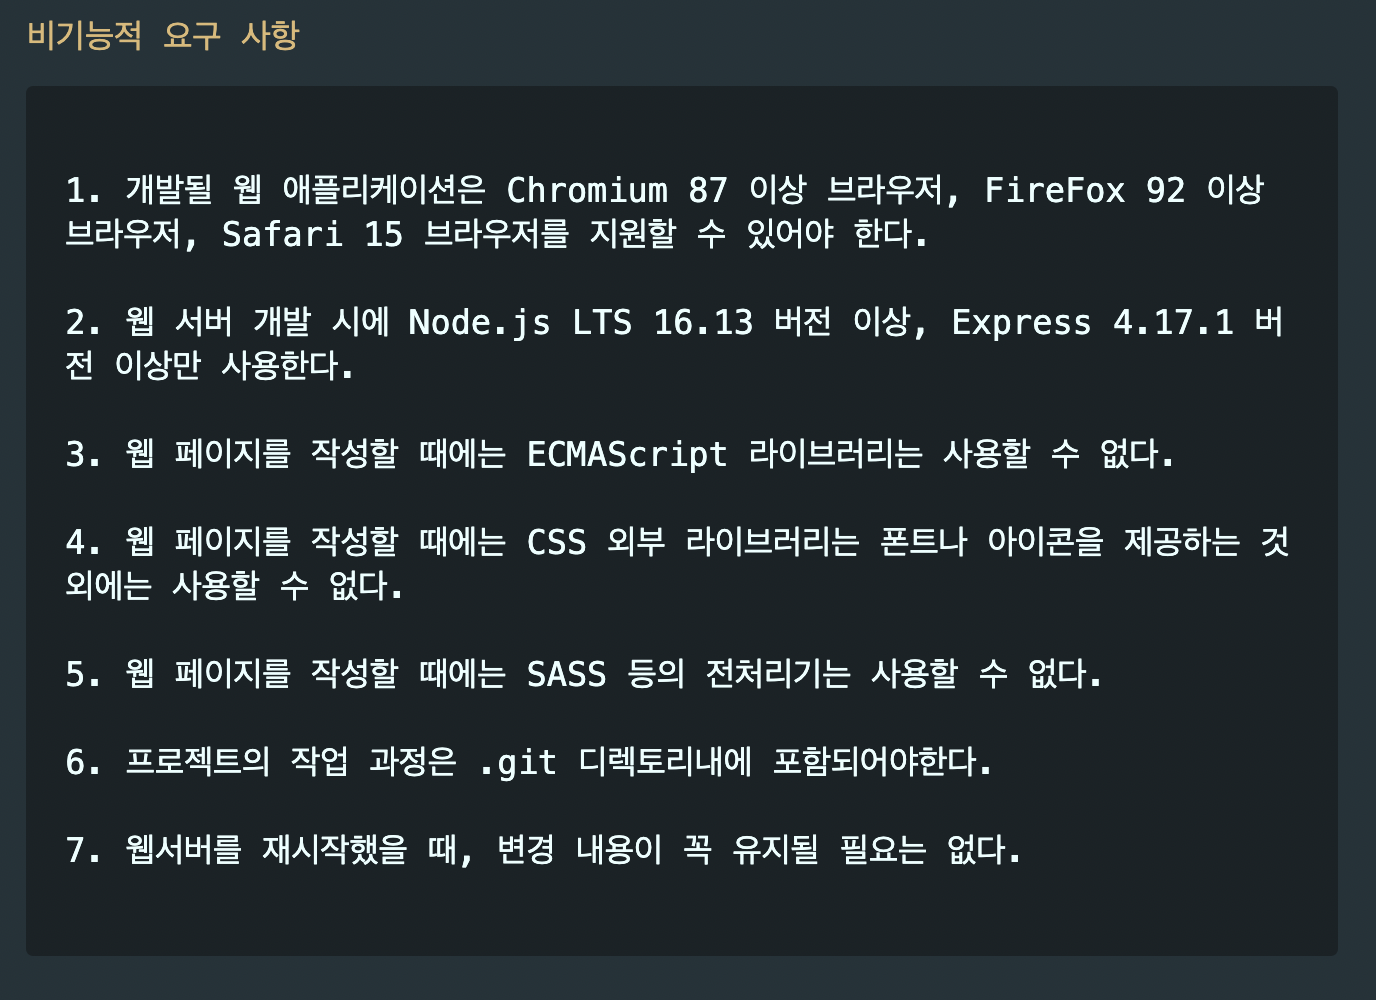 비기능적 요구 사항
1. 개발될 웹 애플리케이션은 Chromium 87 이상 브라우저, FireFox 92 이상
브라우저, Safari 15 브라우저를 지원할 수 있어야 한다.
2. 웹 서버 개발 시에 Node.js LTS 16.13 버전 이상, Express 4.17.1 버
전 이상만 사용한다.
3. 웹 페이지를 작성할 때에는 ECMAScript 라이브러리는 사용할 수 없다.
4. 웹 페이지를 작성할 때에는 CSS 외부 라이브러리는 폰트나 아이콘을 제공하는 것
외에는 사용할 수 없다.
5. 웹 페이지를 작성할 때에는 SASS 등의 전처리기는 사용할 수 없다.
6. 프로젝트의 작업 과정은 .git 디렉토리내에 포함되어야한다.
7. 웹서버를 재시작했을 때, 변경 내용이 꼭 유지될 필요는 없다.